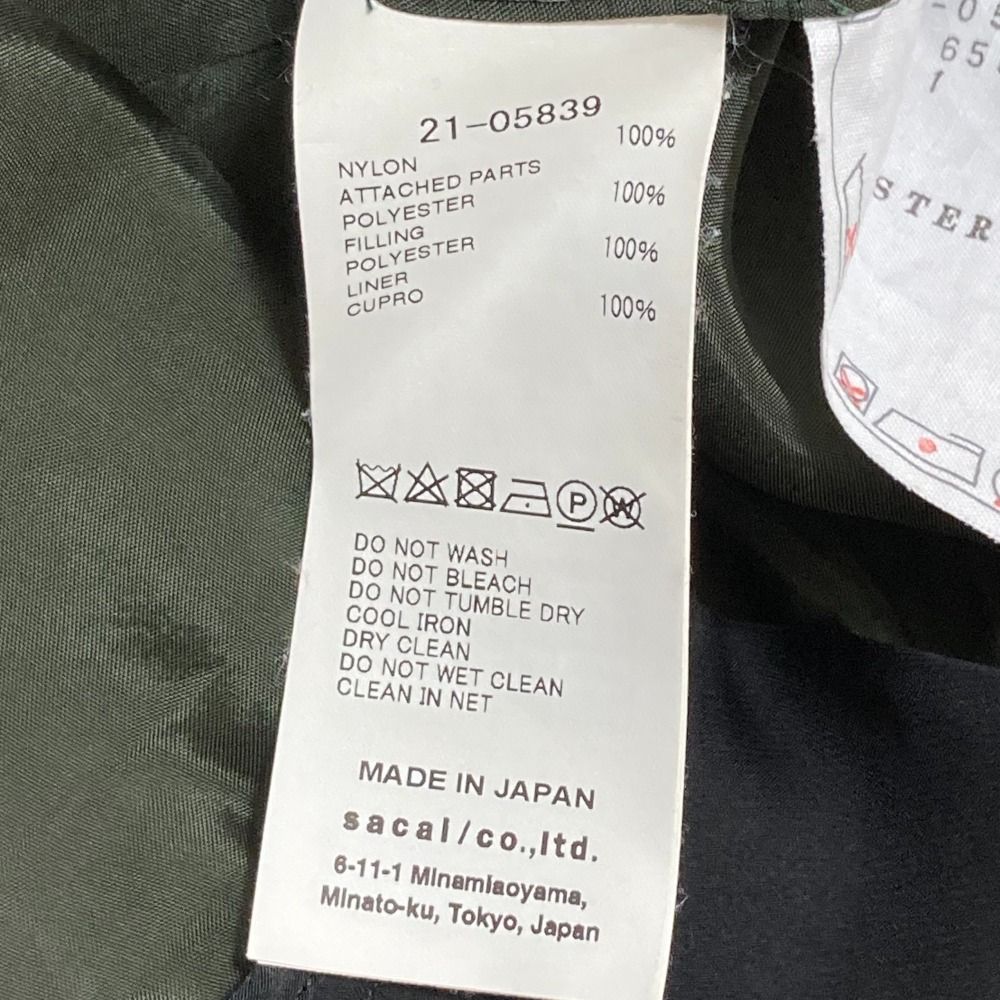 21-05839
NYLON 100%
ATTACHED PARTS
POLYESTER 100%
FILLING
POLYESTER 100%
LINER
CUPRO 100%
P W
DO NOT WASH
DO NOT BLEACH
DO NOT TUMBLE DRY
COOL IRON
DRY CLEAN
DO NOT WET CLEAN
CLEAN IN NET
MADE IN JAPAN
sacaI/co.,ltd.
6-11-1 Minamiaoyama,
Minato-ku, Tokyo, Japan
STER